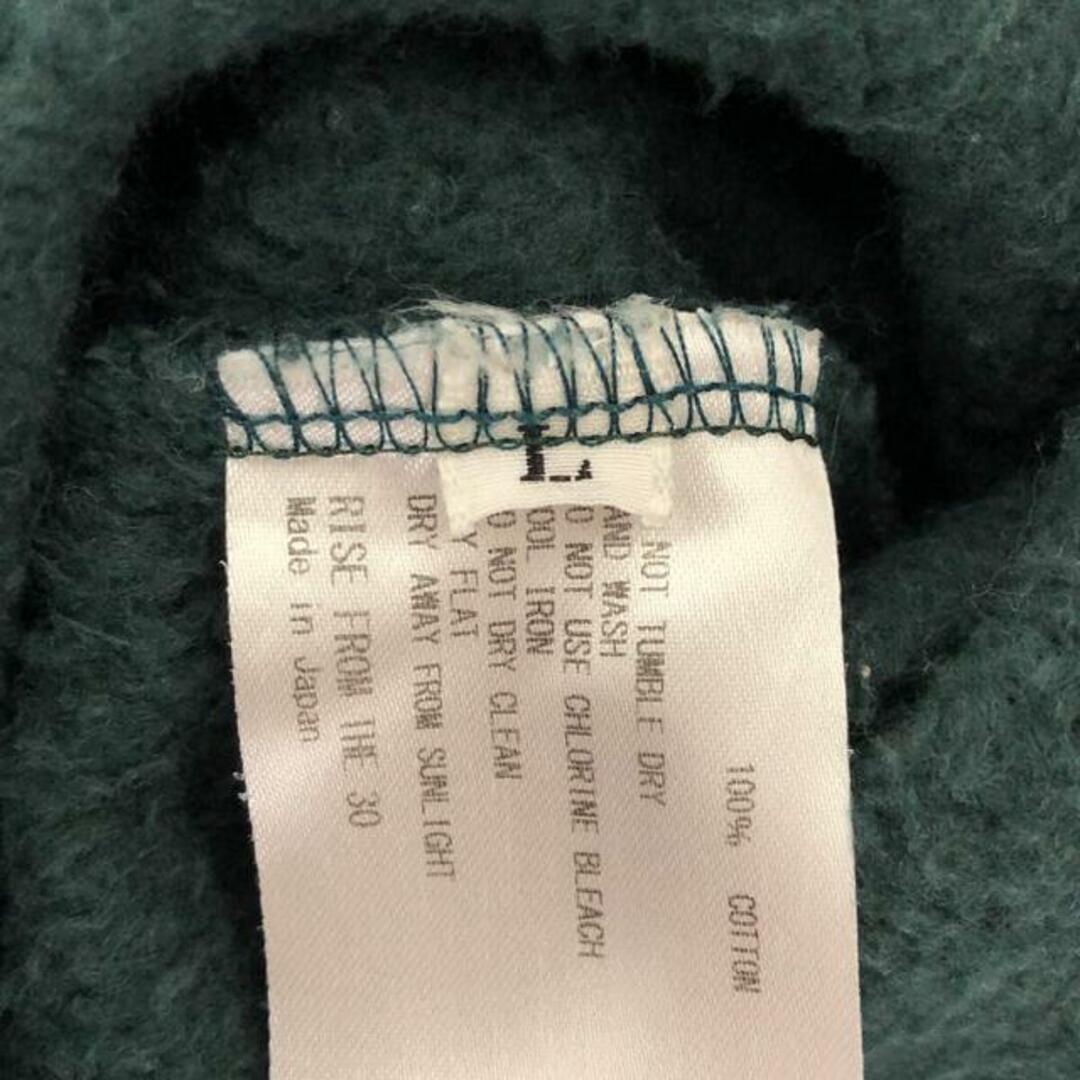 L
100% COTTON
NOT TUMBLE DRY
AND WASH
O NOT USE CHLORINE BLEACH
OOL IRON
O NOT DRY CLEAN
Y FLAT
DRY AWAY FROM SUNLIGHT
RISE FROM THE 30
Made in Japan